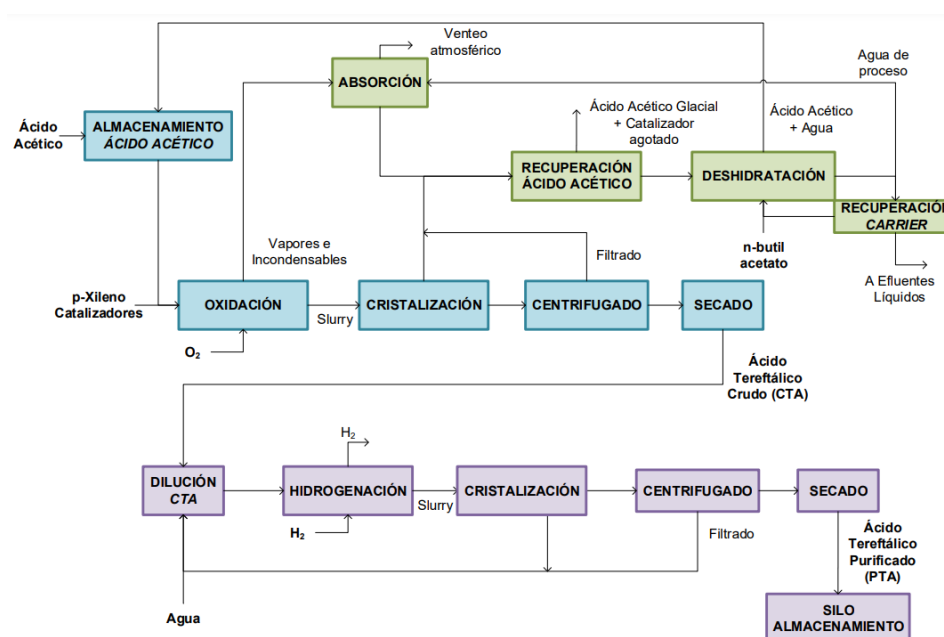 Venteo
atmosférico
Agua de
proceso
ABSORCIÓN
Ácido
Acético
ALMACENAMIENTO
ÁCIDO ACÉTICO
Ácido Acético Glacial
+ Catalizador
agotado
Ácido Acético
+ Agua
RECUPERACIÓN
ÁCIDO ACÉTICO
DESHIDRATACIÓN
RECUPERACIÓN
CARRIER
Vapores e
Incondensables
Filtrado
n-butil
acetato
A Efluentes
Líquidos
p-Xileno
Catalizadores
OXIDACIÓN
Slurry
CRISTALIZACIÓN
CENTRIFUGADO
SECADO
O2
Ácido
Tereftálico
Crudo (CTA)
H2
DILUCIÓN
CTA
HIDROGENACIÓN
Slurry
CRISTALIZACIÓN
CENTRIFUGADO
SECADO
H2
Filtrado
Ácido
Tereftálico
Purificado
(PTA)
Agua
SILO
ALMACENAMIENTO